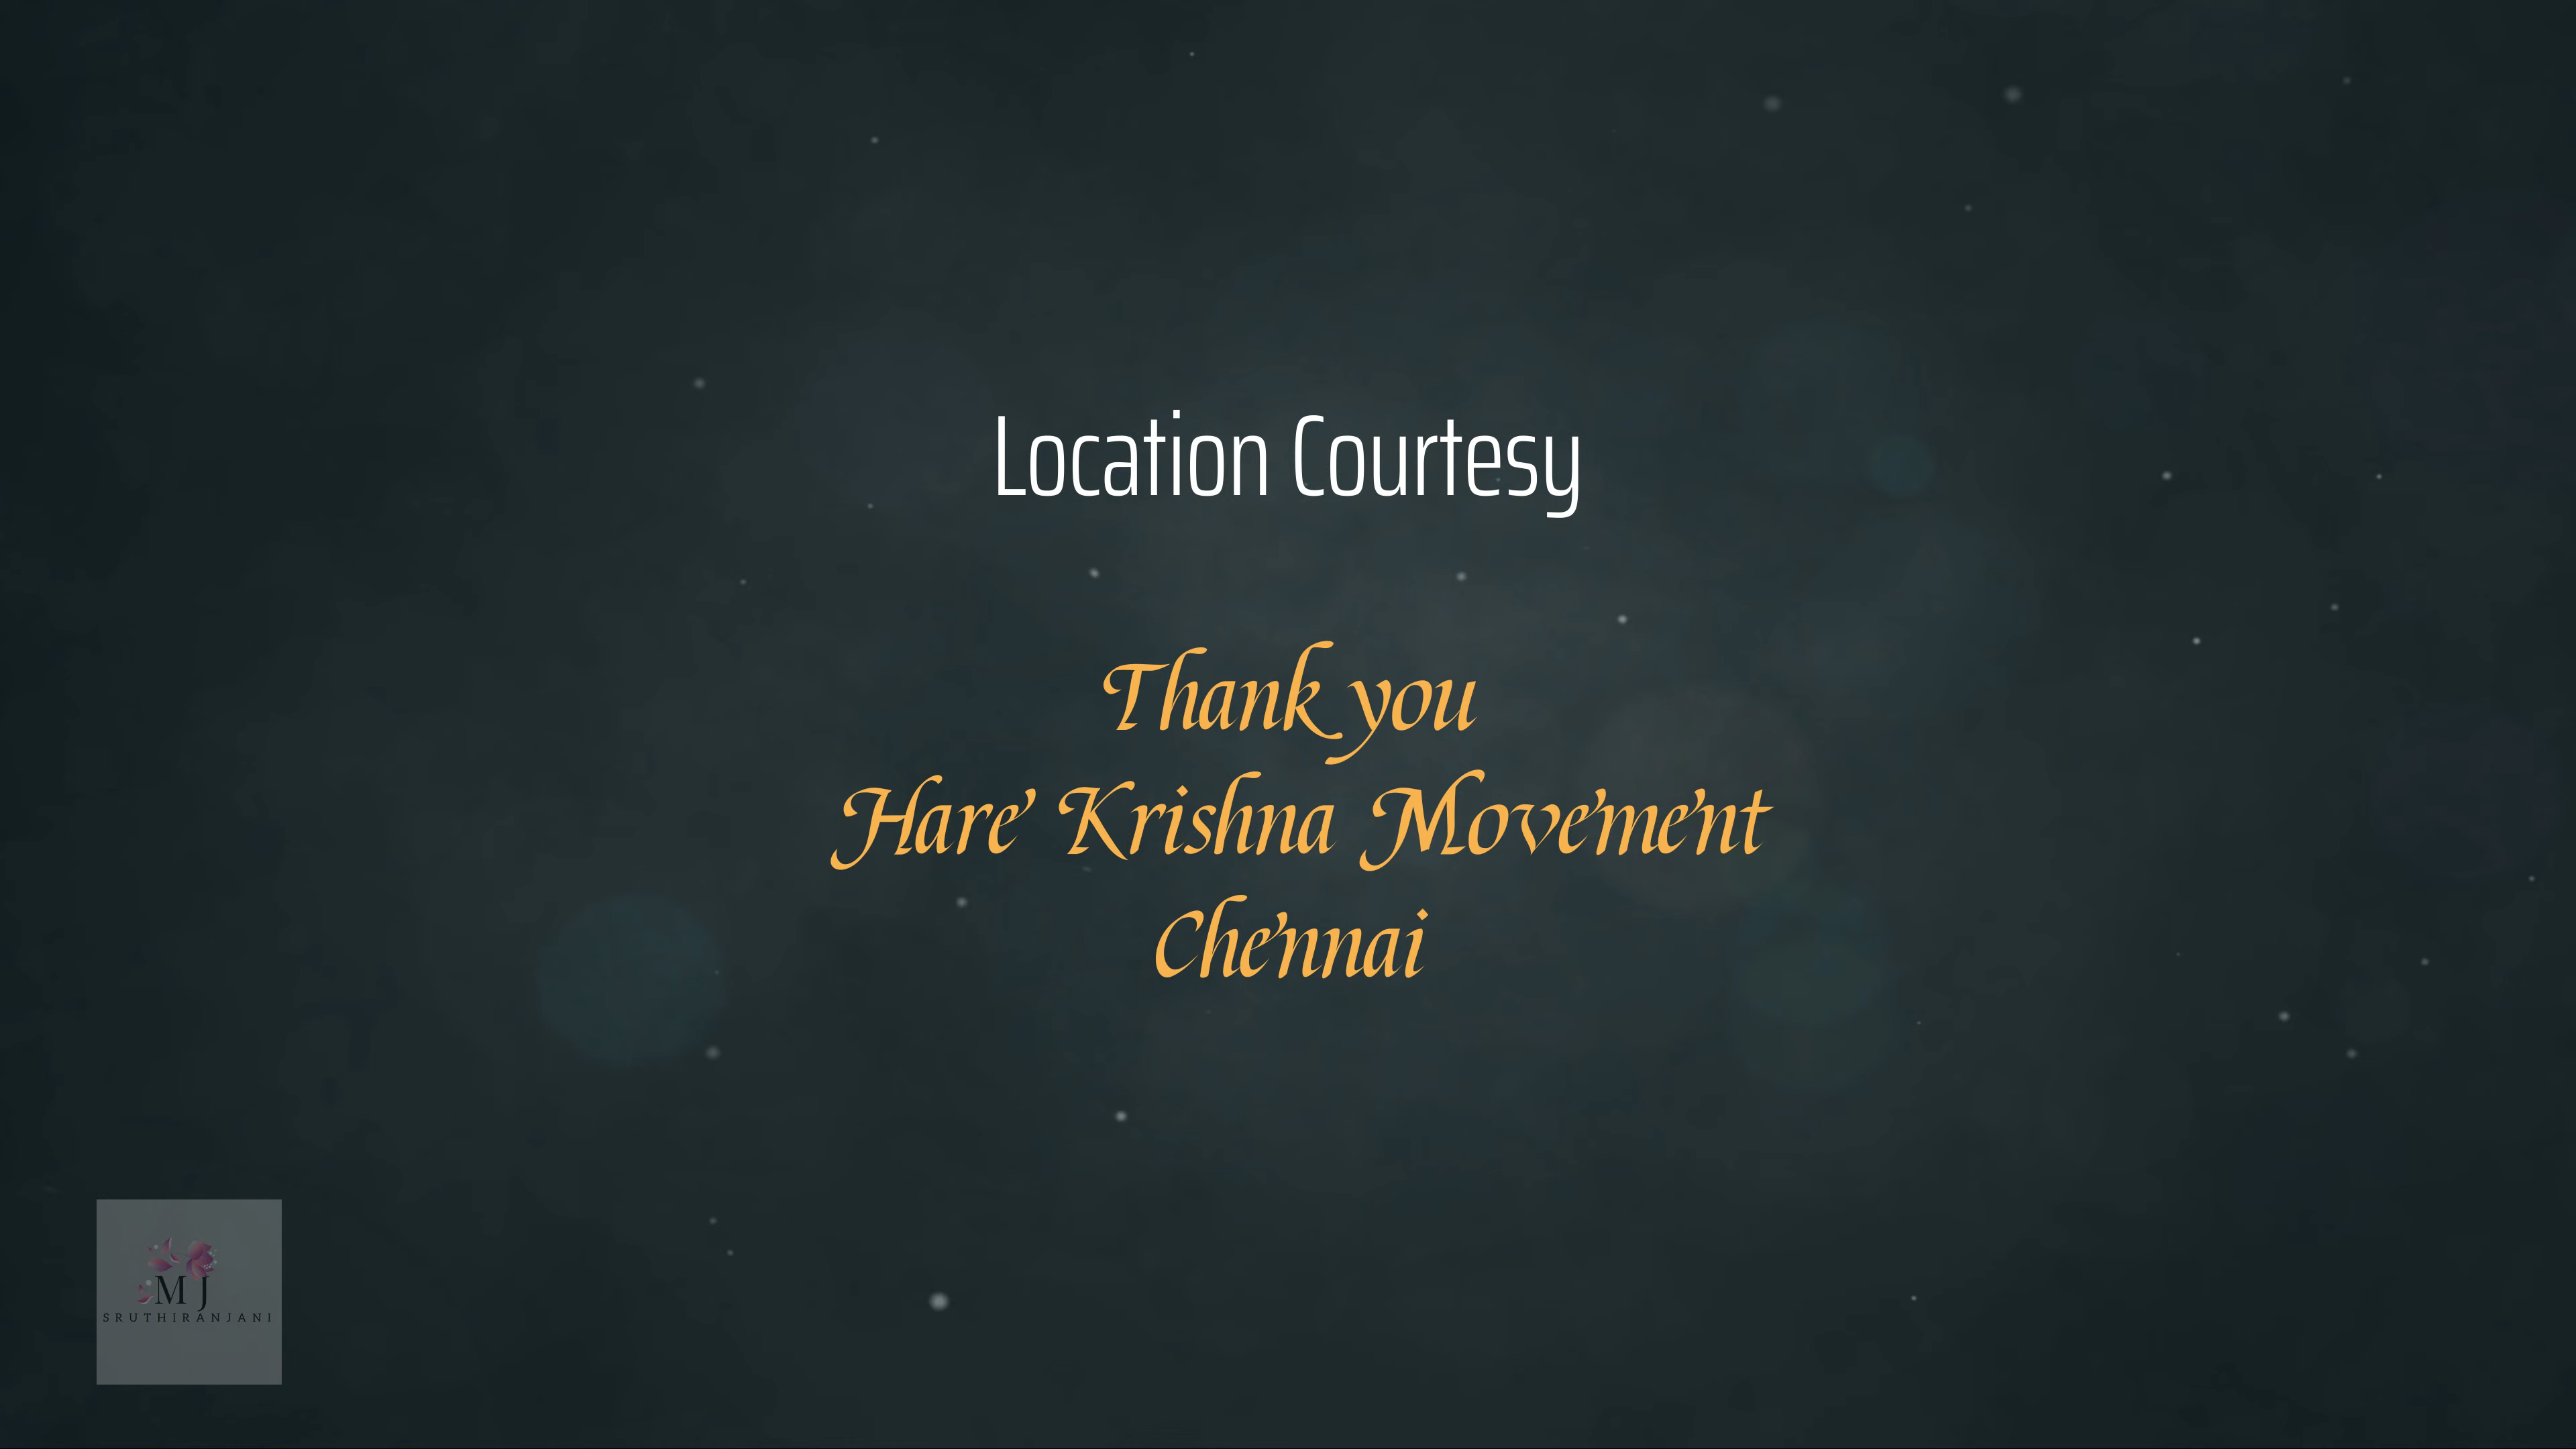 Location Courtesy
Thank you
Hare Krishna Movement
Chennai
M J
SRUTHIRANJANI